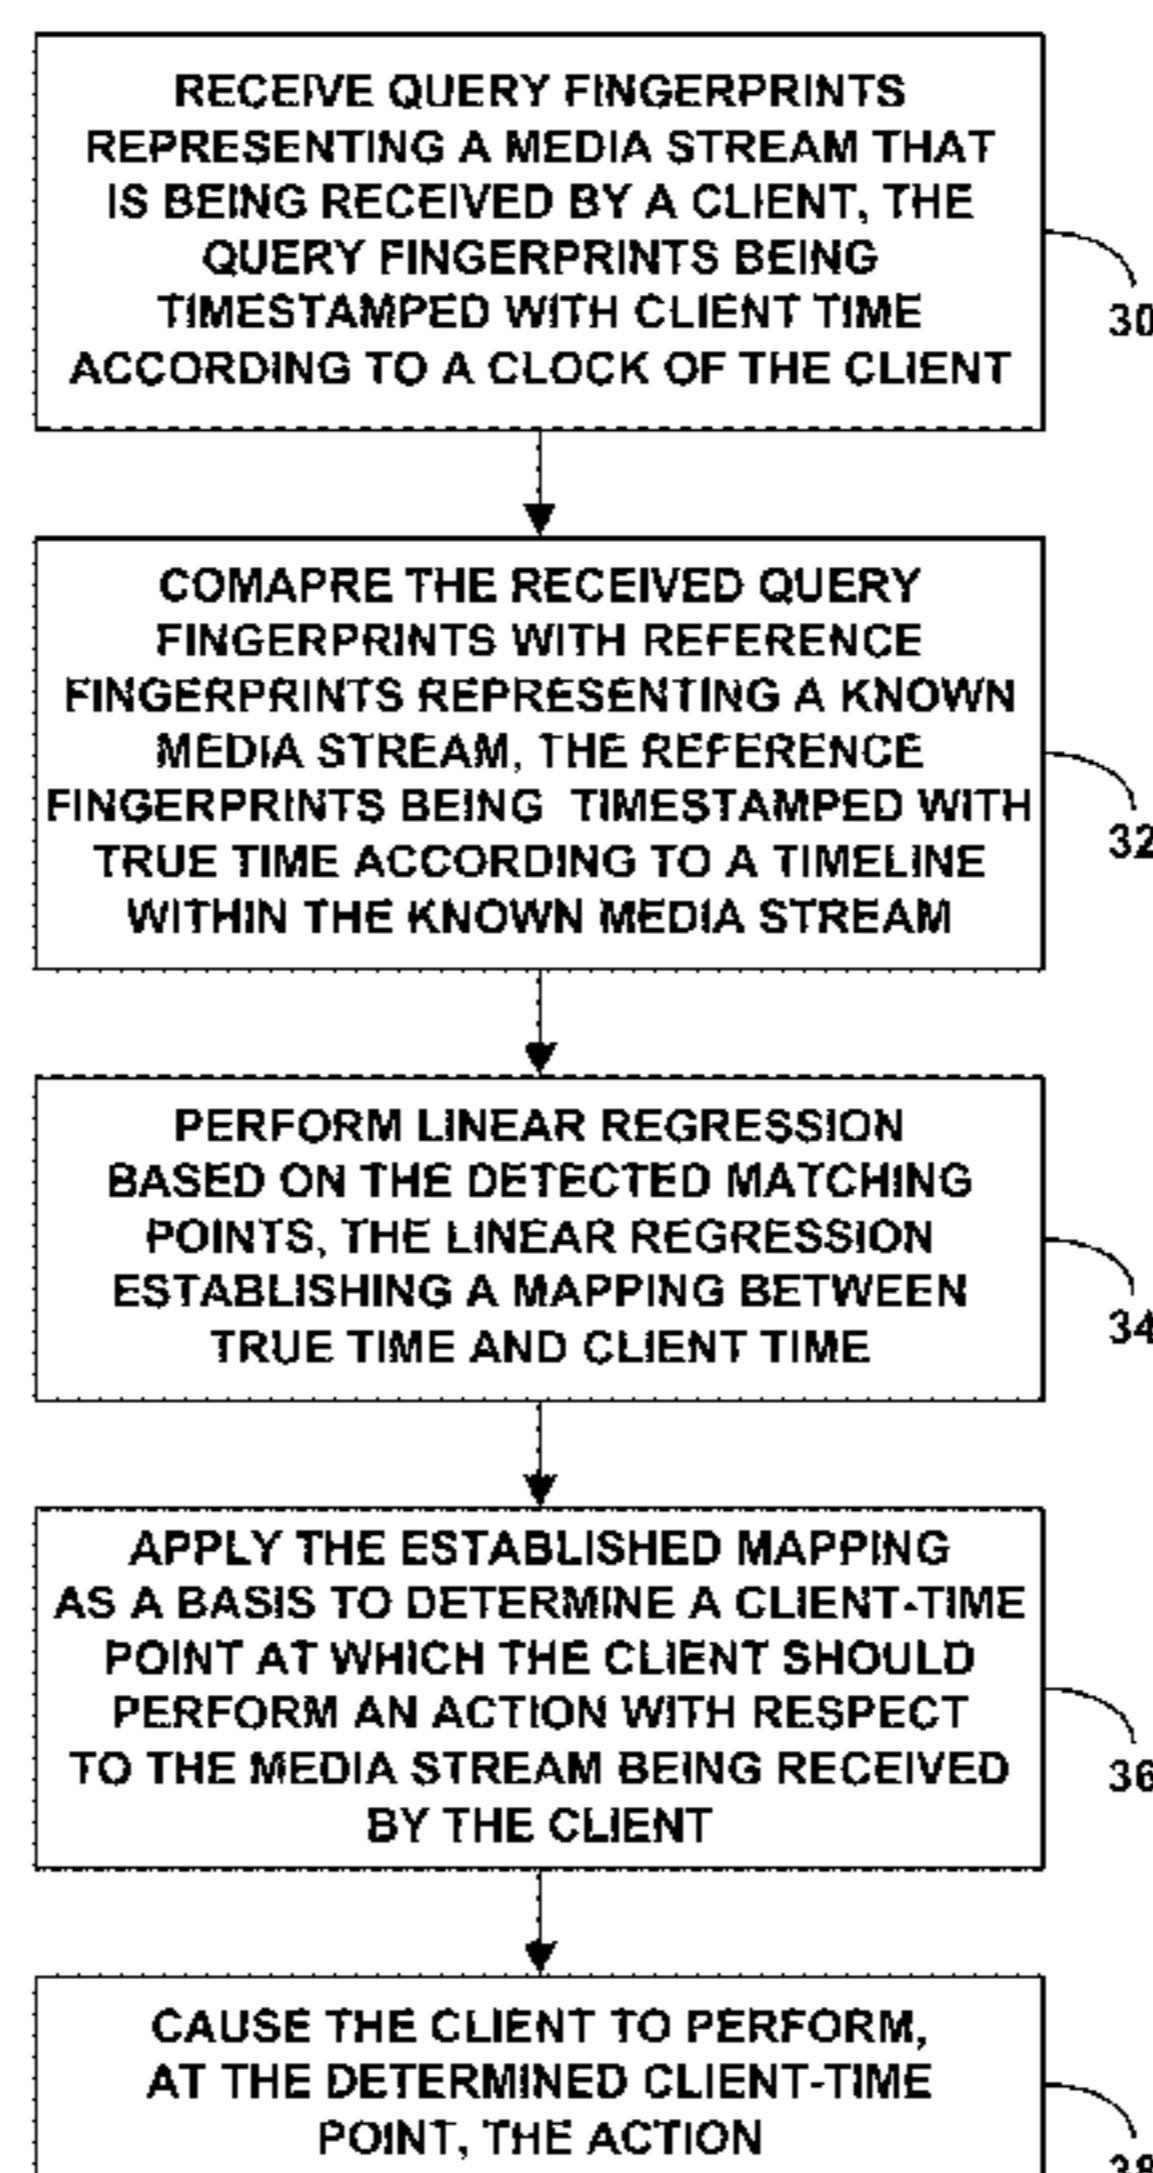 RECEIVE QUERY FINGERPRINTS
REPRESENTING A MEDIA STREAM THAT
IS BEING RECEIVED BY A CLIENT, THE
QUERY FINGERPRINTS BEING
TIMESTAMPED WITH CLIENT TIME
ACCORDING TO A CLOCK OF THE CLIENT
30
COMAPRE THE RECEIVED QUERY
FINGERPRINTS WITH REFERENCE
FINGERPRINTS REPRESENTING A KNOWN
MEDIA STREAM, THE REFERENCE
FINGERPRINTS BEING TIMESTAMPED WITH
TRUE TIME ACCORDING TO A TIMELINE
WITHIN THE KNOWN MEDIA STREAM
32
PERFORM LINEAR REGRESSION
BASED ON THE DETECTED MATCHING
POINTS, THE LINEAR REGRESSION
ESTABLISHING A MAPPING BETWEEN
TRUE TIME AND CLIENT TIME
34
APPLY THE ESTABLISHED MAPPING
AS A BASIS TO DETERMINE A CLIENT-TIME
POINT AT WHICH THE CLIENT SHOULD
PERFORM AN ACTION WITH RESPECT
TO THE MEDIA STREAM BEING RECEIVED
BY THE CLIENT
36
CAUSE THE CLIENT TO PERFORM,
AT THE DETERMINED CLIENT-TIME
POINT, THE ACTION
38